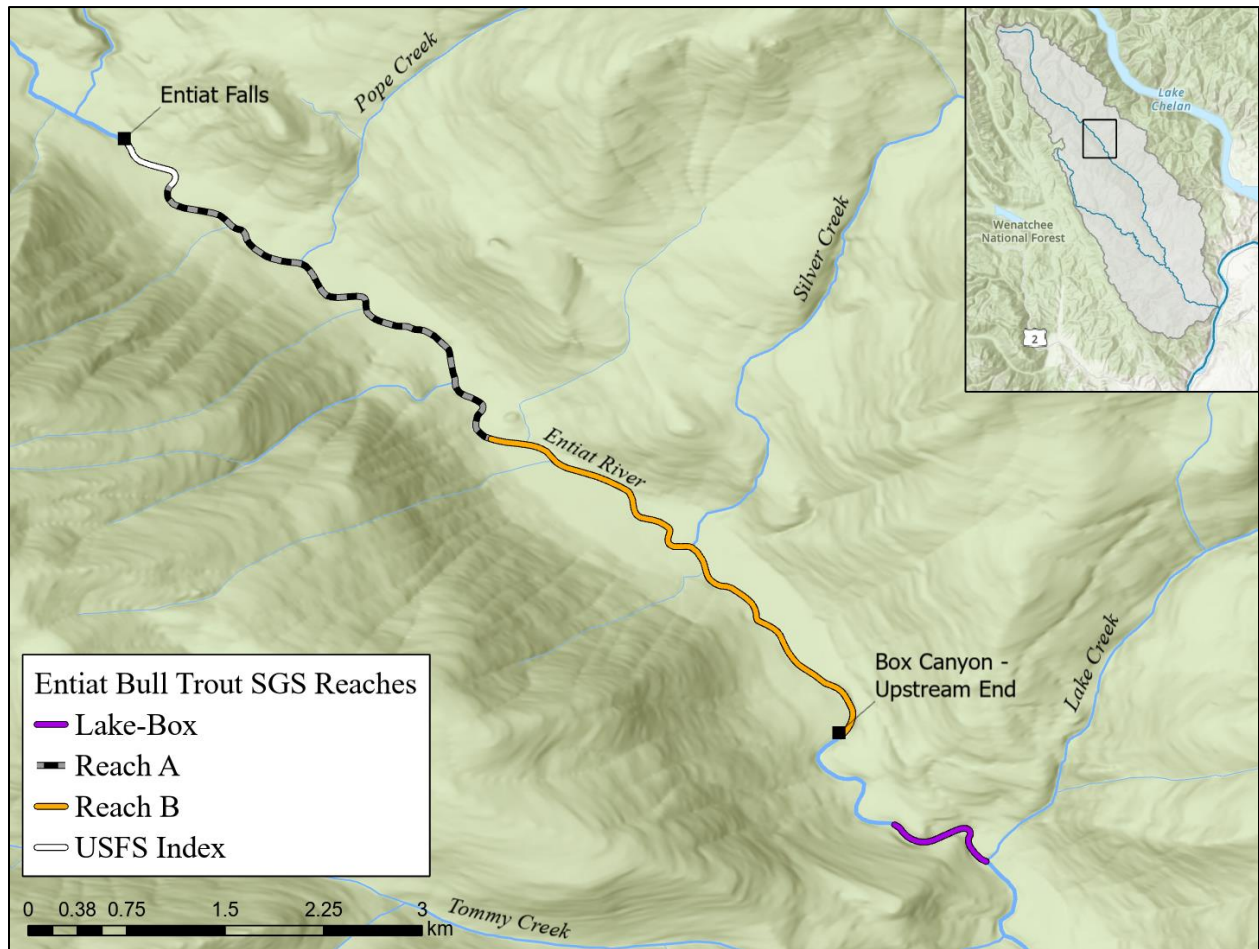 Entiat Falls
Pope Creek
Silver Creek
Lake
Chelan
Wenatchee
National Forest
2
Entiat River
Box Canyon -
Upstream End
Lake Creek
Entiat Bull Trout SGS Reaches
Lake-Box
Reach A
Reach B
USFS Index
0 0.38 0.75 1.5 2.25 3
km
Tommy Creek